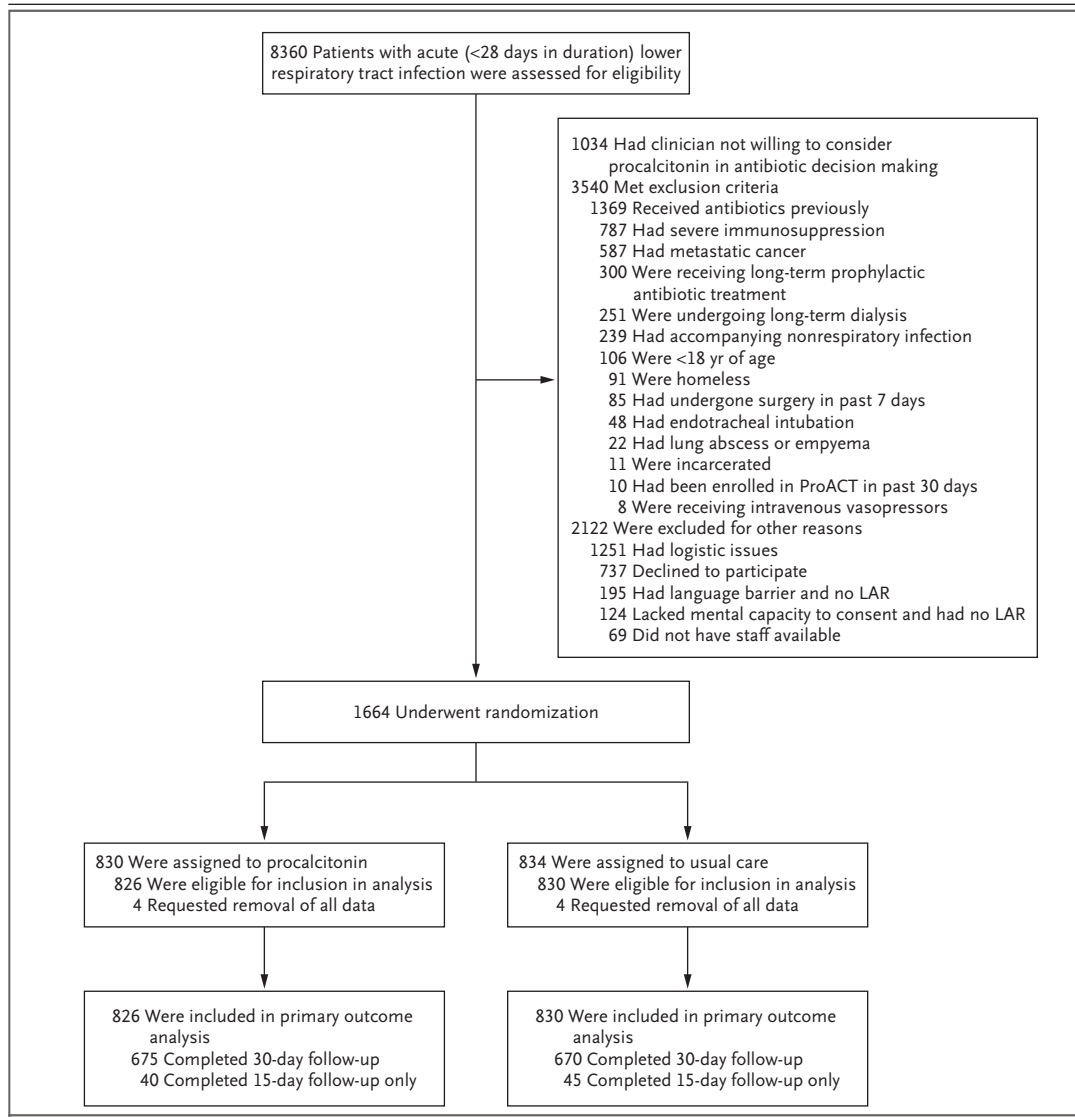 8360 Patients with acute (<28 days in duration) lower
respiratory tract infection were assessed for eligibility
1034 Had clinician not willing to consider
procalcitonin in antibiotic decision making
3540 Met exclusion criteria
1369 Received antibiotics previously
787 Had severe immunosuppression
587 Had metastatic cancer
300 Were receiving long-term prophylactic
antibiotic treatment
251 Were undergoing long-term dialysis
239 Had accompanying nonrespiratory infection
106 Were <18 yr of age
91 Were homeless
85 Had undergone surgery in past 7 days
48 Had endotracheal intubation
22 Had lung abscess or empyema
11 Were incarcerated
10 Had been enrolled in ProACT in past 30 days
8 Were receiving intravenous vasopressors
2122 Were excluded for other reasons
1251 Had logistic issues
737 Declined to participate
195 Had language barrier and no LAR
124 Lacked mental capacity to consent and had no LAR
69 Did not have staff available
1664 Underwent randomization
830 Were assigned to procalcitonin
826 Were eligible for inclusion in analysis
4 Requested removal of all data
834 Were assigned to usual care
830 Were eligible for inclusion in analysis
4 Requested removal of all data
826 Were included in primary outcome
analysis
675 Completed 30-day follow-up
40 Completed 15-day follow-up only
830 Were included in primary outcome
analysis
670 Completed 30-day follow-up
45 Completed 15-day follow-up only